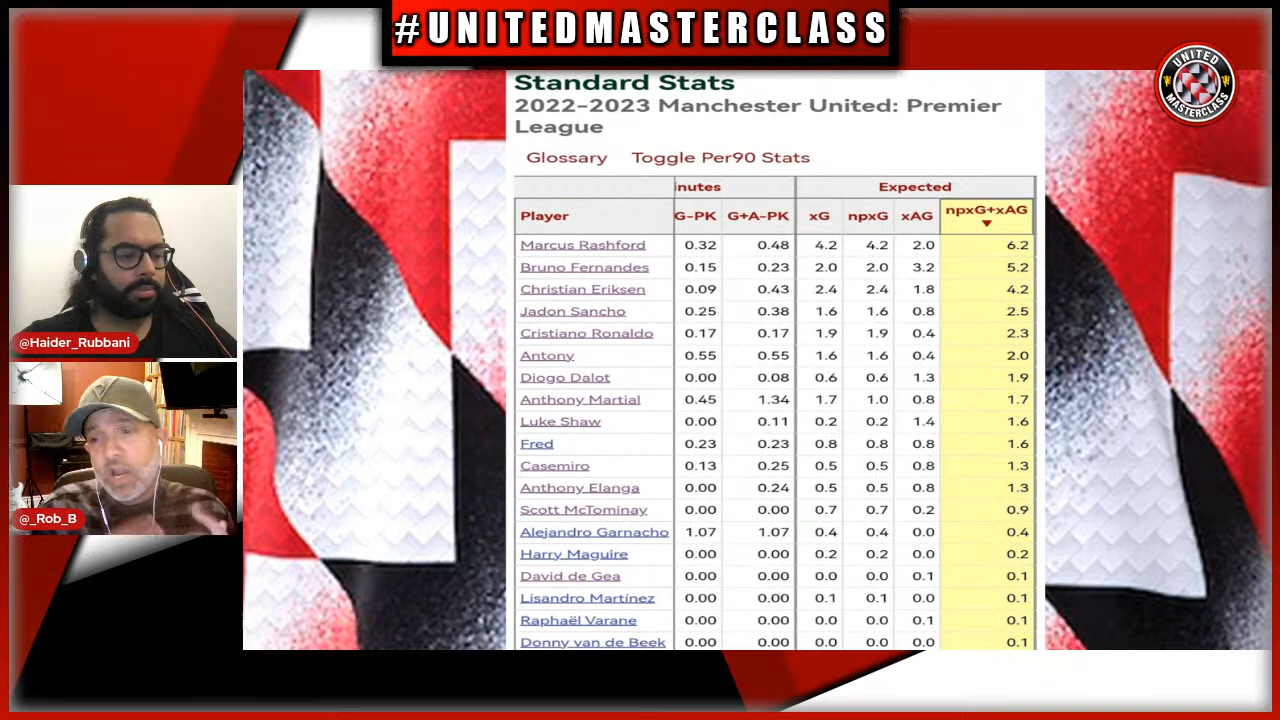 #UNITEDMASTERCLASS
UNITED
MASTERCLASS
Standard Stats
2022-2023 Manchester United: Premier
League
Glossary Toggle Per90 Stats
inutes Expected
Player G-PK G+A-PK xG npxG xAG npxG+xAG
Marcus Rashford 0.32 0.48 4.2 4.2 2.0 6.2
Bruno Fernandes 0.15 0.23 2.0 2.0 3.2 5.2
Christian Eriksen 0.09 0.43 2.4 2.4 1.8 4.2
Jadon Sancho 0.25 0.38 1.6 1.6 0.8 2.5
Cristiano Ronaldo 0.17 0.17 1.9 1.9 0.4 2.3
Antony 0.55 0.55 1.6 1.6 0.4 2.0
Diogo Dalot 0.00 0.08 0.6 0.6 1.3 1.9
Anthony Martial 0.45 1.34 1.7 1.0 0.8 1.7
Luke Shaw 0.00 0.11 0.2 0.2 1.4 1.6
Fred 0.23 0.23 0.8 0.8 0.8 1.6
Casemiro 0.13 0.25 0.5 0.5 0.8 1.3
Anthony Elanga 0.00 0.24 0.5 0.5 0.8 1.3
Scott McTominay 0.00 0.00 0.7 0.7 0.2 0.9
Alejandro Garnacho 1.07 1.07 0.4 0.4 0.0 0.4
Harry Maguire 0.00 0.00 0.2 0.2 0.0 0.2
David de Gea 0.00 0.00 0.0 0.0 0.1 0.1
Lisandro Martínez 0.00 0.00 0.1 0.1 0.0 0.1
Raphaël Varane 0.00 0.00 0.0 0.0 0.1 0.1
Donny van de Beek 0.00 0.00 0.0 0.0 0.0 0.1
@Haider_Rubbani
@_Rob_B